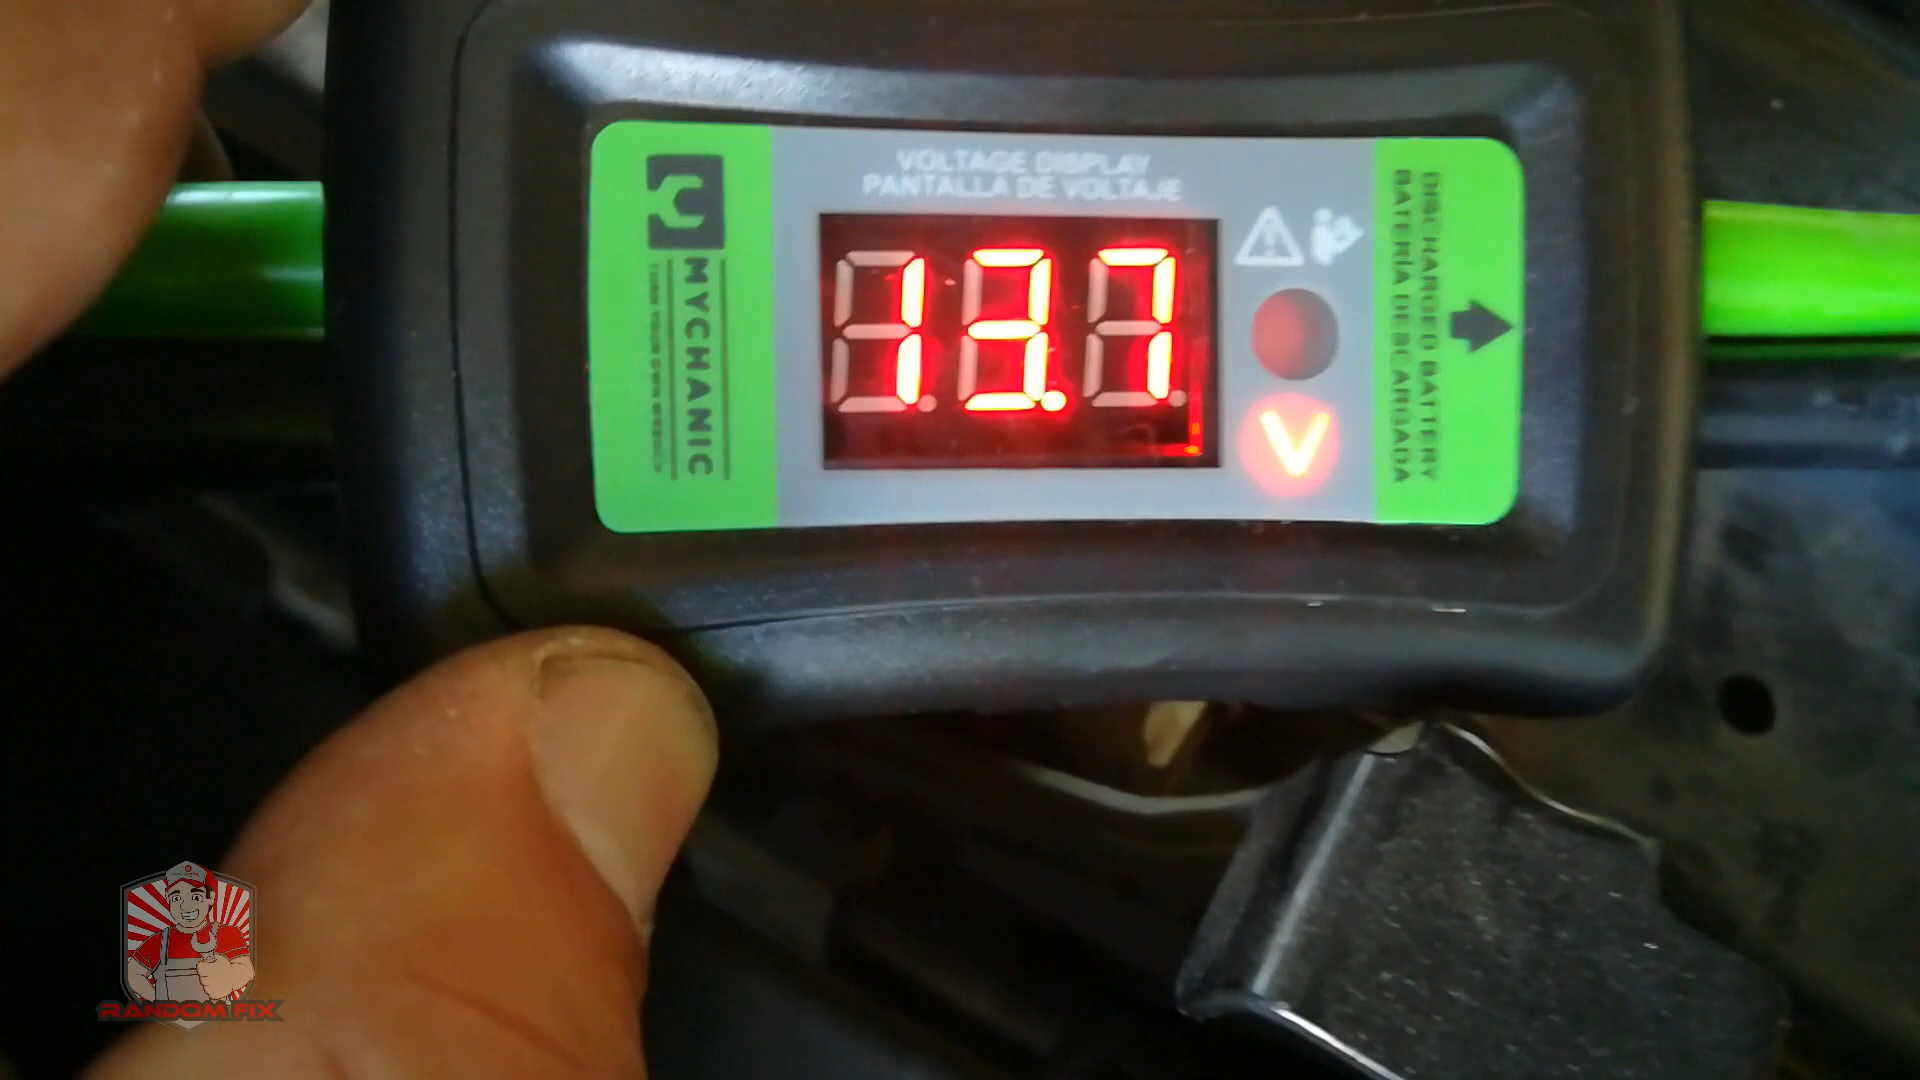 VOLTAGE DISPLAY
PANTALLA DE VOLTAJE
13.7
V
MYCHANIC
DISCHARGED BATTERY
BATERÍA DESCARGADA
RANDOM FIX